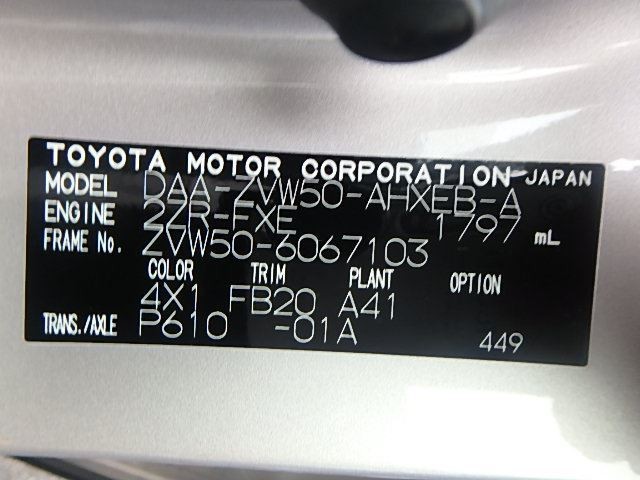 TOYOTA MOTOR CORPORATION JAPAN
MODEL DAA-ZVW50-AHXEB-A
ENGINE 2ZR-FXE 1797 mL
FRAME No. ZVW50-6067103
COLOR TRIM PLANT OPTION
4X1 FB20 A41
TRANS./AXLE P610 -01A 449